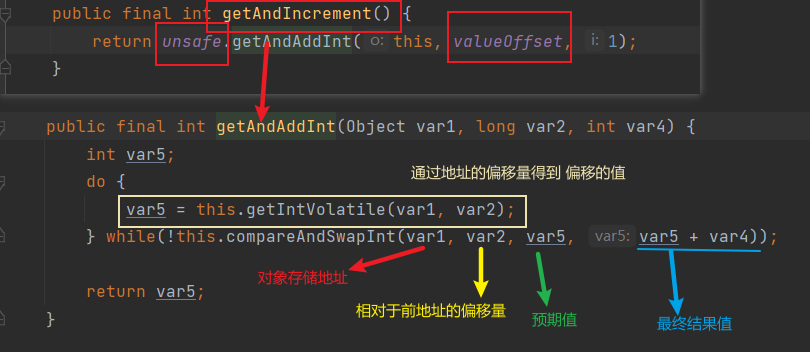 public final int getAndIncrement() {
return unsafe.getAndAddInt( o: this, valueOffset, i: 1);
}
public final int getAndAddInt(Object var1, long var2, int var4) {
int var5;
do {
通过地址的偏移量得到 偏移的值
var5 = this.getIntVolatile(var1, var2);
} while(!this.compareAndSwapInt(var1, var2, var5, var5: var5 + var4));
对象存储地址
相对于前地址的偏移量
预期值
最终结果值
return var5;
}